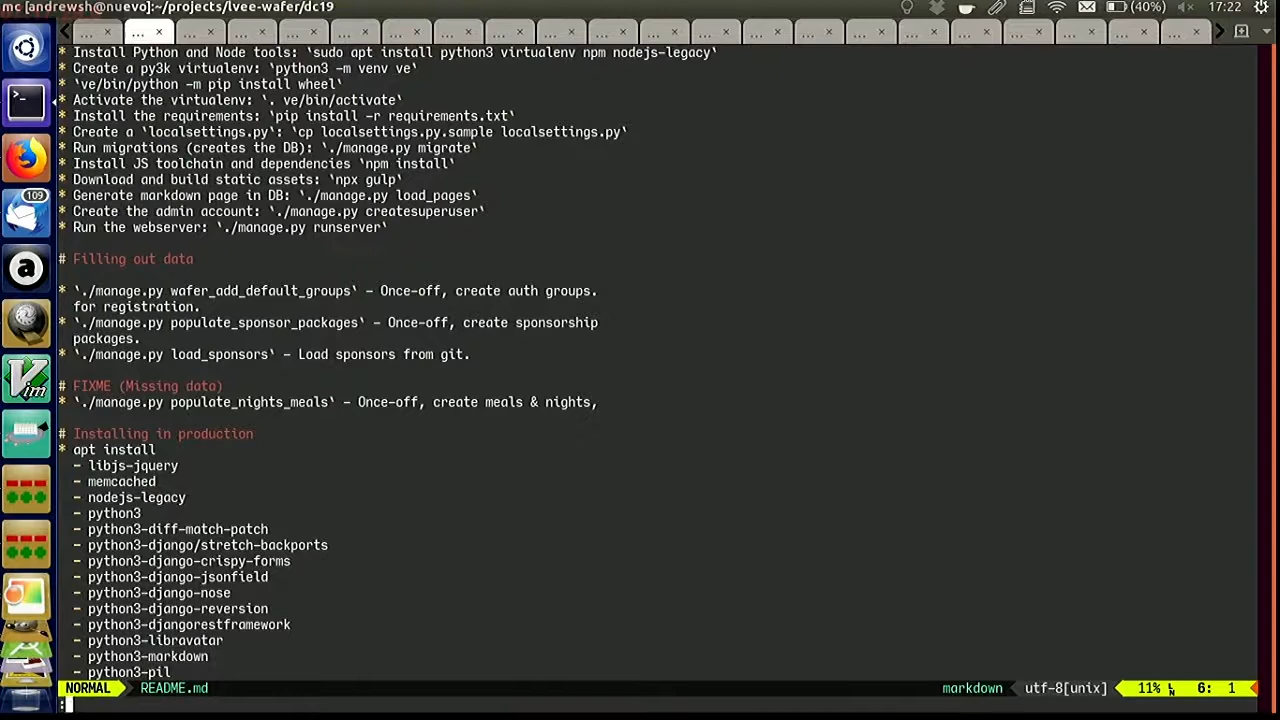 mc [andrewsh@nuevo]:~/projects/lvee-wafer/dc19
(40%)
17:22
* Install Python and Node tools: `sudo apt install python3 virtualenv npm nodejs-legacy`
* Create a py3k virtualenv: `python3 -m venv ve`
* `ve/bin/python -m pip install wheel`
* Activate the virtualenv: `. ve/bin/activate`
* Install the requirements: `pip install -r requirements.txt`
* Create a `localsettings.py`: `cp localsettings.py.sample localsettings.py`
* Run migrations (creates the DB): `./manage.py migrate`
* Install JS toolchain and dependencies `npm install`
* Download and build static assets: `npx gulp`
* Generate markdown page in DB: `./manage.py load_pages`
* Create the admin account: `./manage.py createsuperuser`
* Run the webserver: `./manage.py runserver`
# Filling out data
* `./manage.py wafer_add_default_groups` - Once-off, create auth groups.
for registration.
* `./manage.py populate_sponsor_packages` - Once-off, create sponsorship
packages.
* `./manage.py load_sponsors` - Load sponsors from git.
# FIXME (Missing data)
* `./manage.py populate_nights_meals` - Once-off, create meals & nights,
# Installing in production
* apt install
- libjs-jquery
- memcached
- nodejs-legacy
- python3
- python3-diff-match-patch
- python3-django/stretch-backports
- python3-django-crispy-forms
- python3-django-jsonfield
- python3-django-nose
- python3-django-reversion
- python3-djangorestframework
- python3-libravatar
- python3-markdown
- python3-pil
NORMAL README.md markdown utf-8[unix] 11% 6: 1
:
109
a
Vim